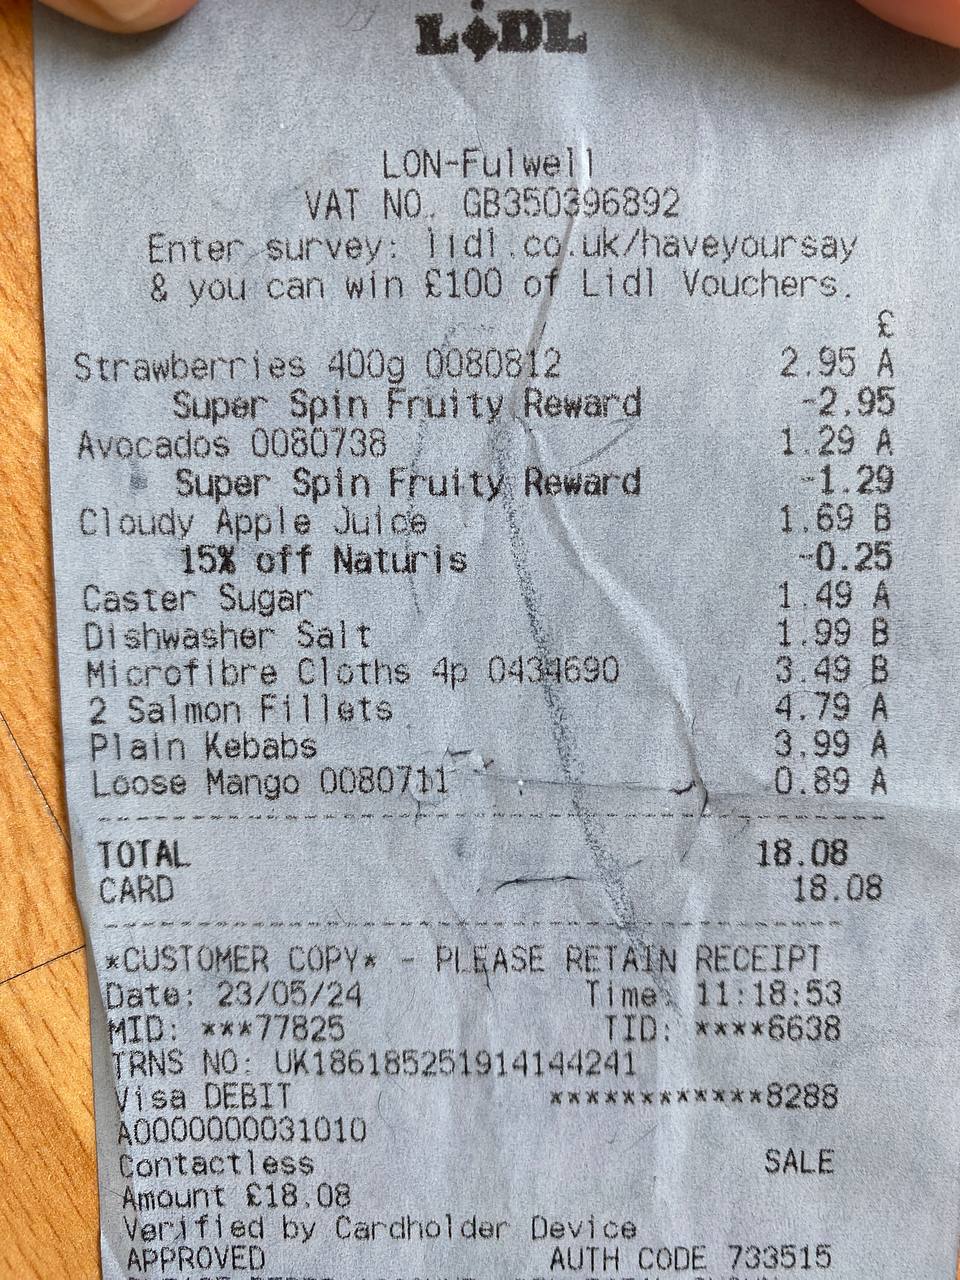 LIDL
LON-Fulwell
VAT NO. GB350396892
Enter survey: lidl.co.uk/haveyoursay
& you can win £100 of Lidl Vouchers.
£
Strawberries 400g 0080812 2.95 A
Super Spin Fruity Reward -2.95
Avocados 0080738 1.29 A
Super Spin Fruity Reward -1.29
Cloudy Apple Juice 1.69 B
15% off Naturis -0.25
Caster Sugar 1.49 A
Dishwasher Salt 1.99 B
Microfibre Cloths 4p 0434690 3.49 B
2 Salmon Fillets 4.79 A
Plain Kebabs 3.99 A
Loose Mango 0080711 0.89 A
TOTAL 18.08
CARD 18.08
*CUSTOMER COPY* - PLEASE RETAIN RECEIPT
Date: 23/05/24 Time: 11:18:53
MID: ***77825 TID: ****6638
TRNS NO: UK186185251914144241
Visa DEBIT ************8288
A0000000031010
Contactless SALE
Amount £18.08
Verified by Cardholder Device
APPROVED AUTH CODE 733515